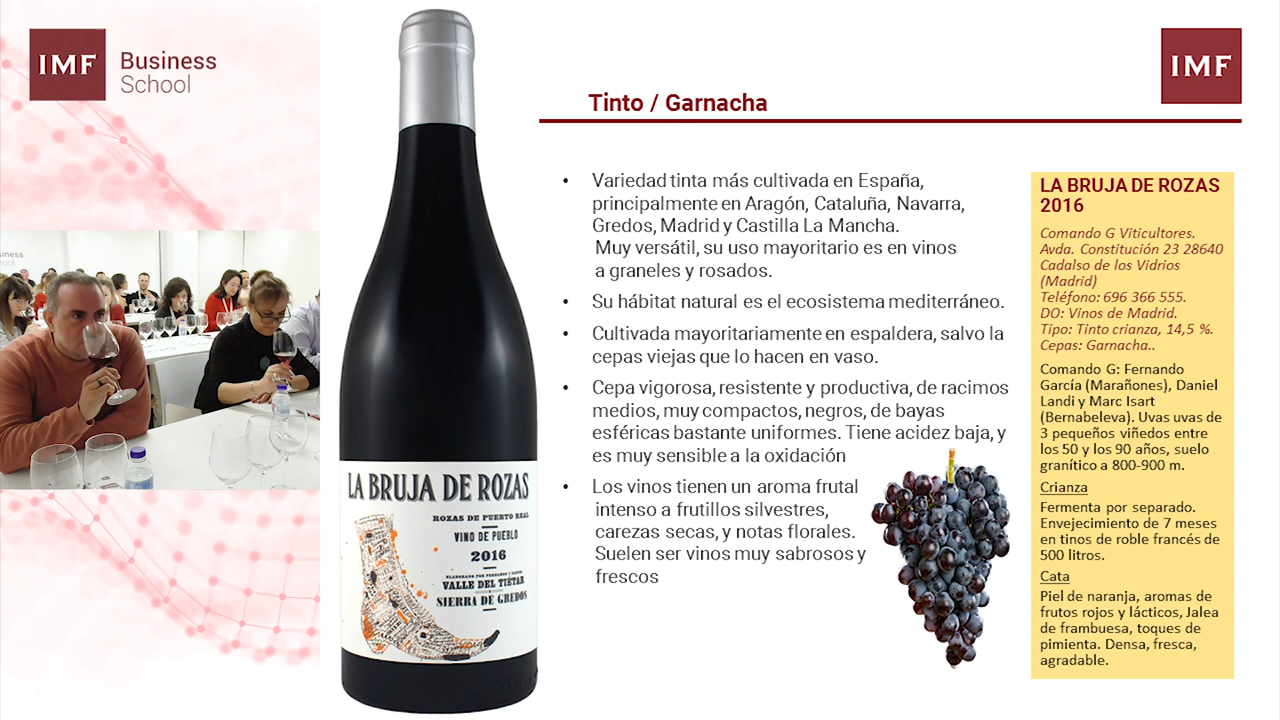 IMF
Business
School
IMF
Tinto / Garnacha
• Variedad tinta más cultivada en España,
principalmente en Aragón, Cataluña, Navarra,
Gredos, Madrid y Castilla La Mancha.
Muy versátil, su uso mayoritario es en vinos
a graneles y rosados.
• Su hábitat natural es el ecosistema mediterráneo.
• Cultivada mayoritariamente en espaldera, salvo la
cepas viejas que lo hacen en vaso.
• Cepa vigorosa, resistente y productiva, de racimos
medios, muy compactos, negros, de bayas
esféricas bastante uniformes. Tiene acidez baja, y
es muy sensible a la oxidación
• Los vinos tienen un aroma frutal
intenso a frutillos silvestres,
carezas secas, y notas florales.
Suelen ser vinos muy sabrosos y
frescos
LA BRUJA DE ROZAS
2016
Comando G Viticultores.
Avda. Constitución 23 28640
Cadalso de los Vidrios
(Madrid)
Teléfono: 696 366 555.
DO: Vinos de Madrid.
Tipo: Tinto crianza, 14,5 %.
Cepas: Garnacha..
Comando G: Fernando
García (Marañones), Daniel
Landi y Marc Isart
(Bernabeleva). Uvas uvas de
3 pequeños viñedos entre
los 50 y los 90 años, suelo
granítico a 800-900 m.
Crianza
Fermenta por separado.
Envejecimiento de 7 meses
en tinos de roble francés de
500 litros.
Cata
Piel de naranja, aromas de
frutos rojos y lácticos, Jalea
de frambuesa, toques de
pimienta. Densa, fresca,
agradable.
LA BRUJA DE ROZAS
ROZAS DE PUERTO REAL
VINO DE PUEBLO
2016
ELABORADO POR FERNANDO Y DANIEL
VALLE DEL TIÉTAR
SIERRA DE GREDOS